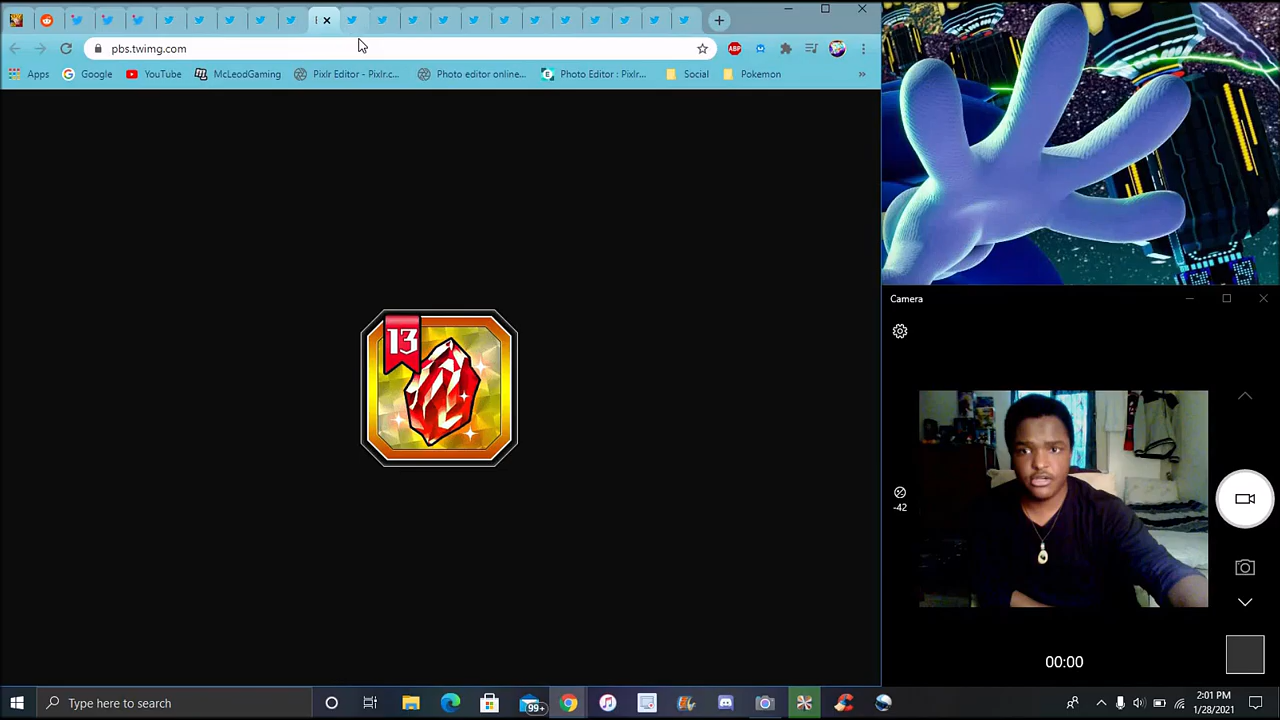 pbs.twimg.com
ABP
Apps
Google
YouTube
McLeodGaming
Pixlr Editor - Pixlr.c...
Photo editor online...
Photo Editor : Pixlr...
Social
Pokemon
»
13
Camera
-42
00:00
Type here to search
99+
2:01 PM
1/28/2021